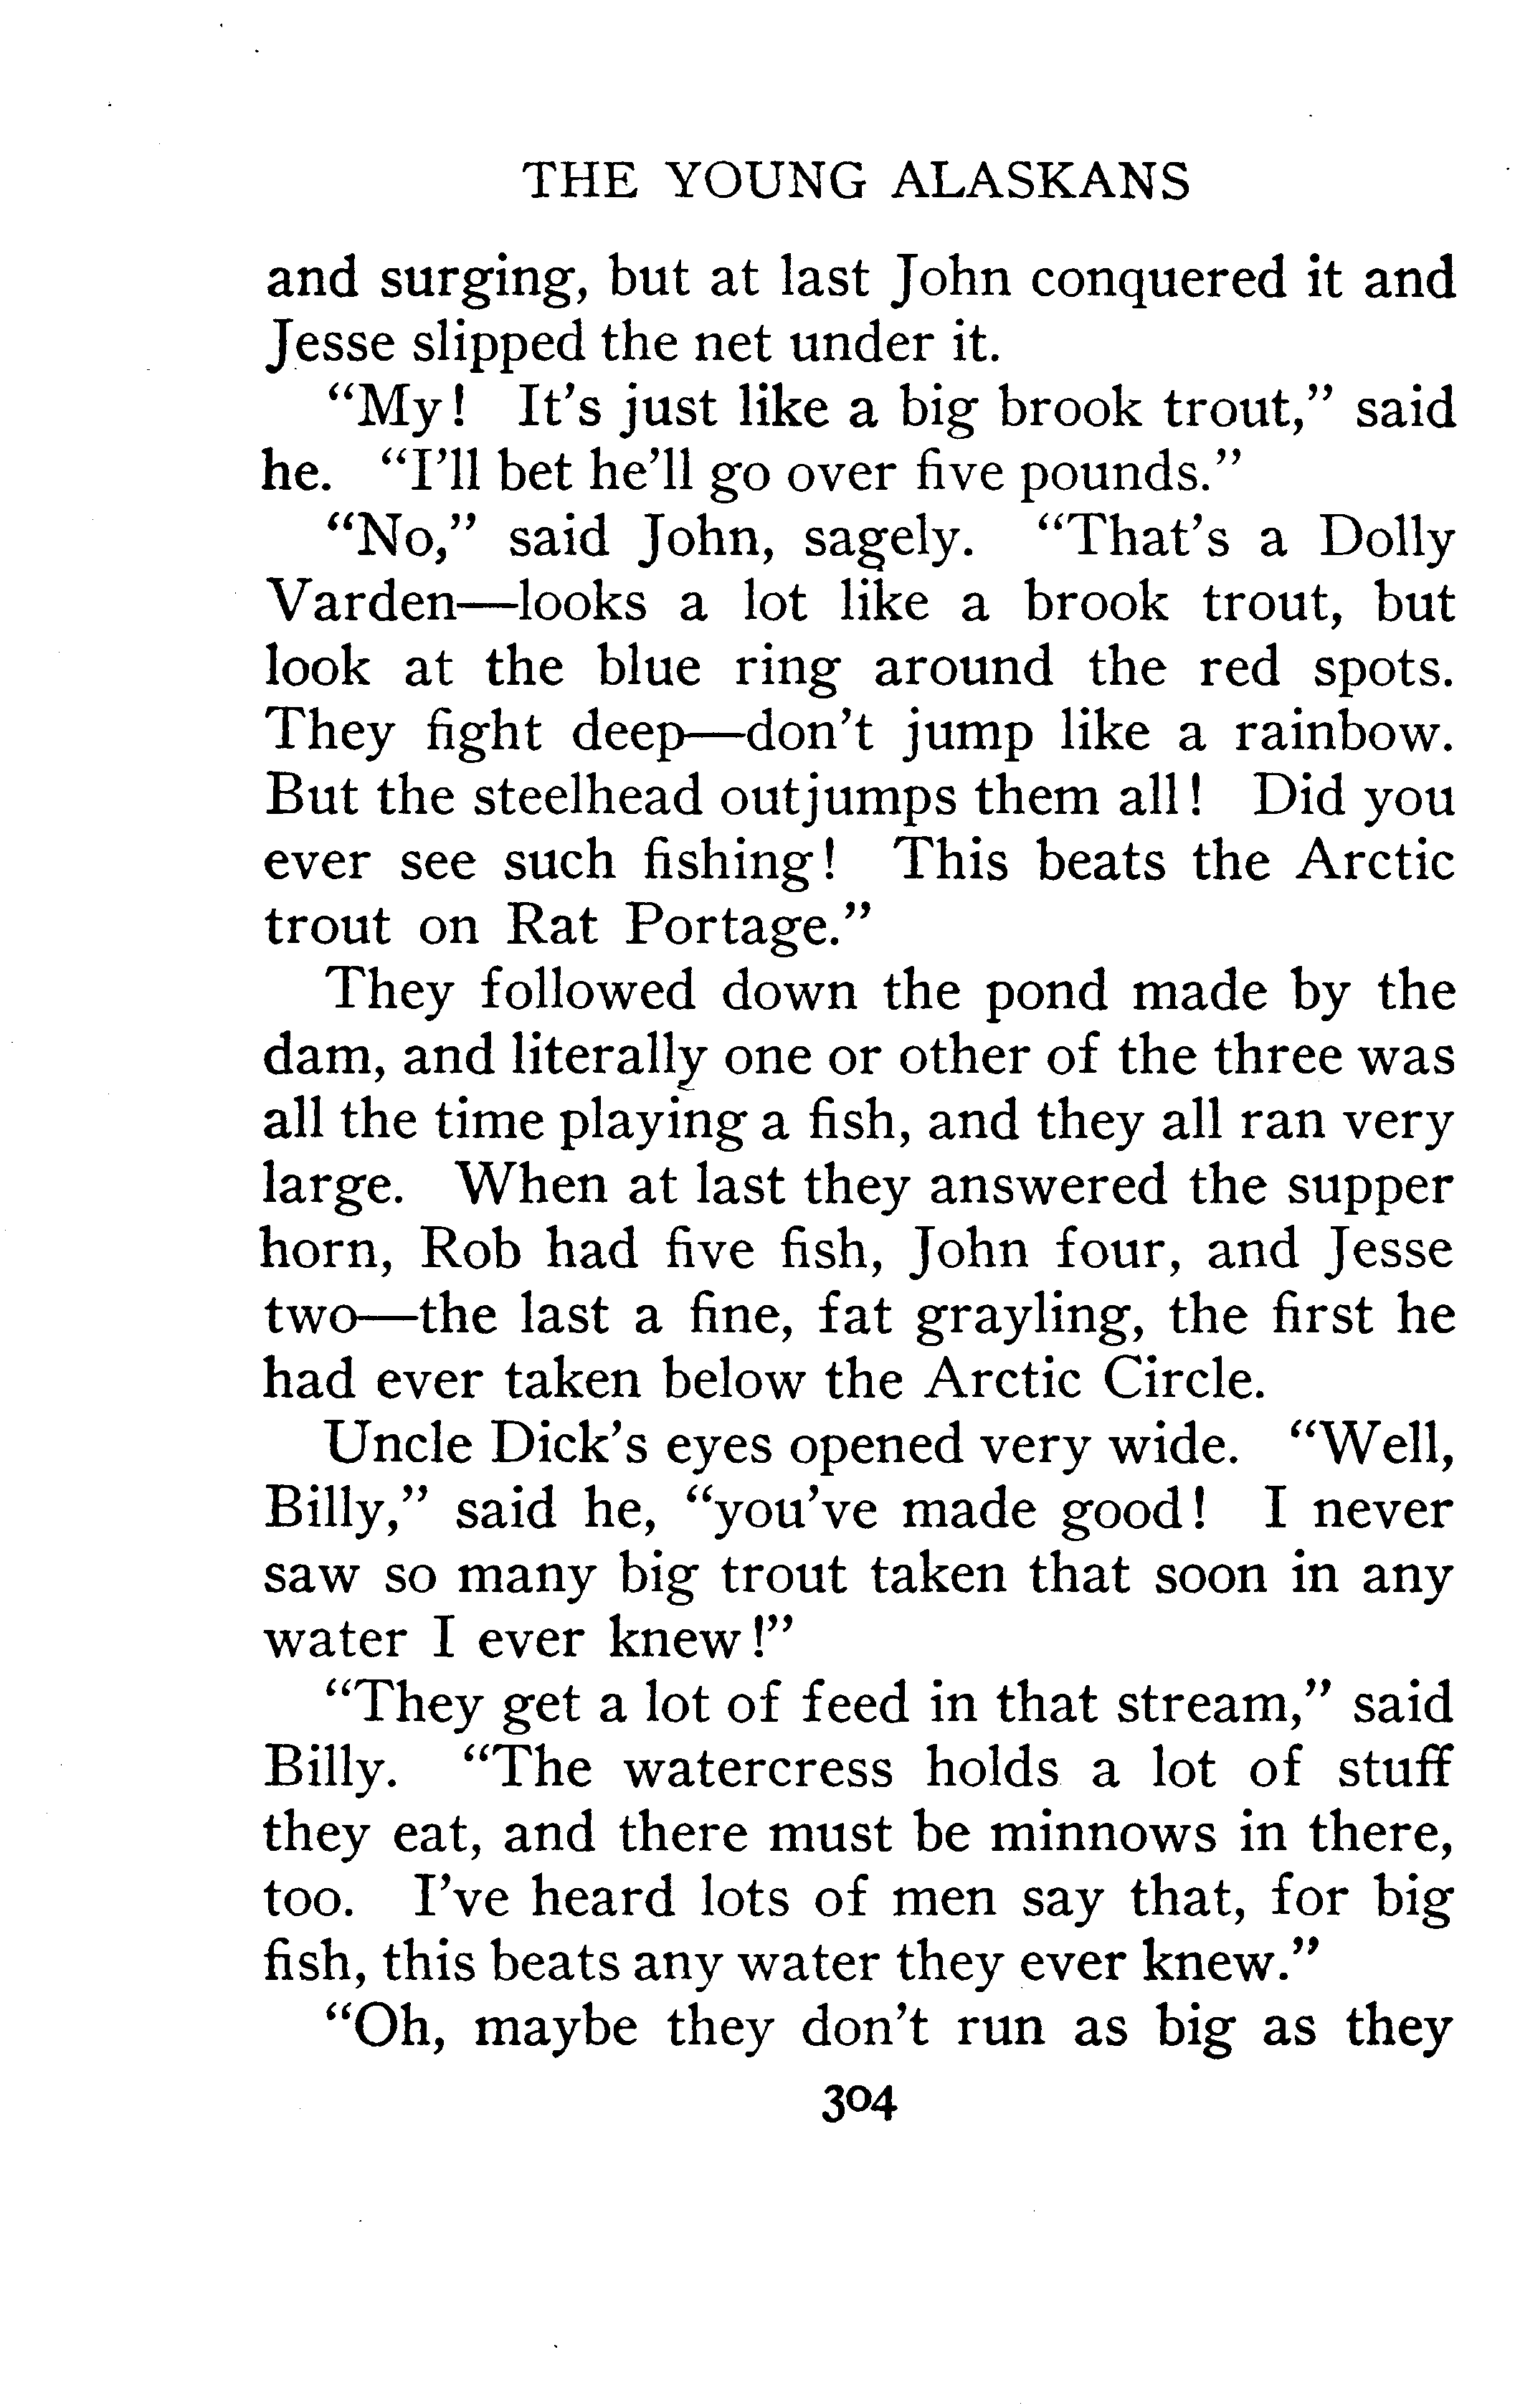 THE YOUNG ALASKANS
and surging, but at last John conquered it and
Jesse slipped the net under it.
“My! It’s just like a big brook trout,” said
he. “I’ll bet he’ll go over five pounds.”
“No,” said John, sagely. “That’s a Dolly
Varden—looks a lot like a brook trout, but
look at the blue ring around the red spots.
They fight deep—don’t jump like a rainbow.
But the steelhead outjumps them all! Did you
ever see such fishing! This beats the Arctic
trout on Rat Portage.”
They followed down the pond made by the
dam, and literally one or other of the three was
all the time playing a fish, and they all ran very
large. When at last they answered the supper
horn, Rob had five fish, John four, and Jesse
two—the last a fine, fat grayling, the first he
had ever taken below the Arctic Circle.
Uncle Dick’s eyes opened very wide. “Well,
Billy,” said he, “you’ve made good! I never
saw so many big trout taken that soon in any
water I ever knew!”
“They get a lot of feed in that stream,” said
Billy. “The watercress holds a lot of stuff
they eat, and there must be minnows in there,
too. I’ve heard lots of men say that, for big
fish, this beats any water they ever knew.”
“Oh, maybe they don’t run as big as they
304